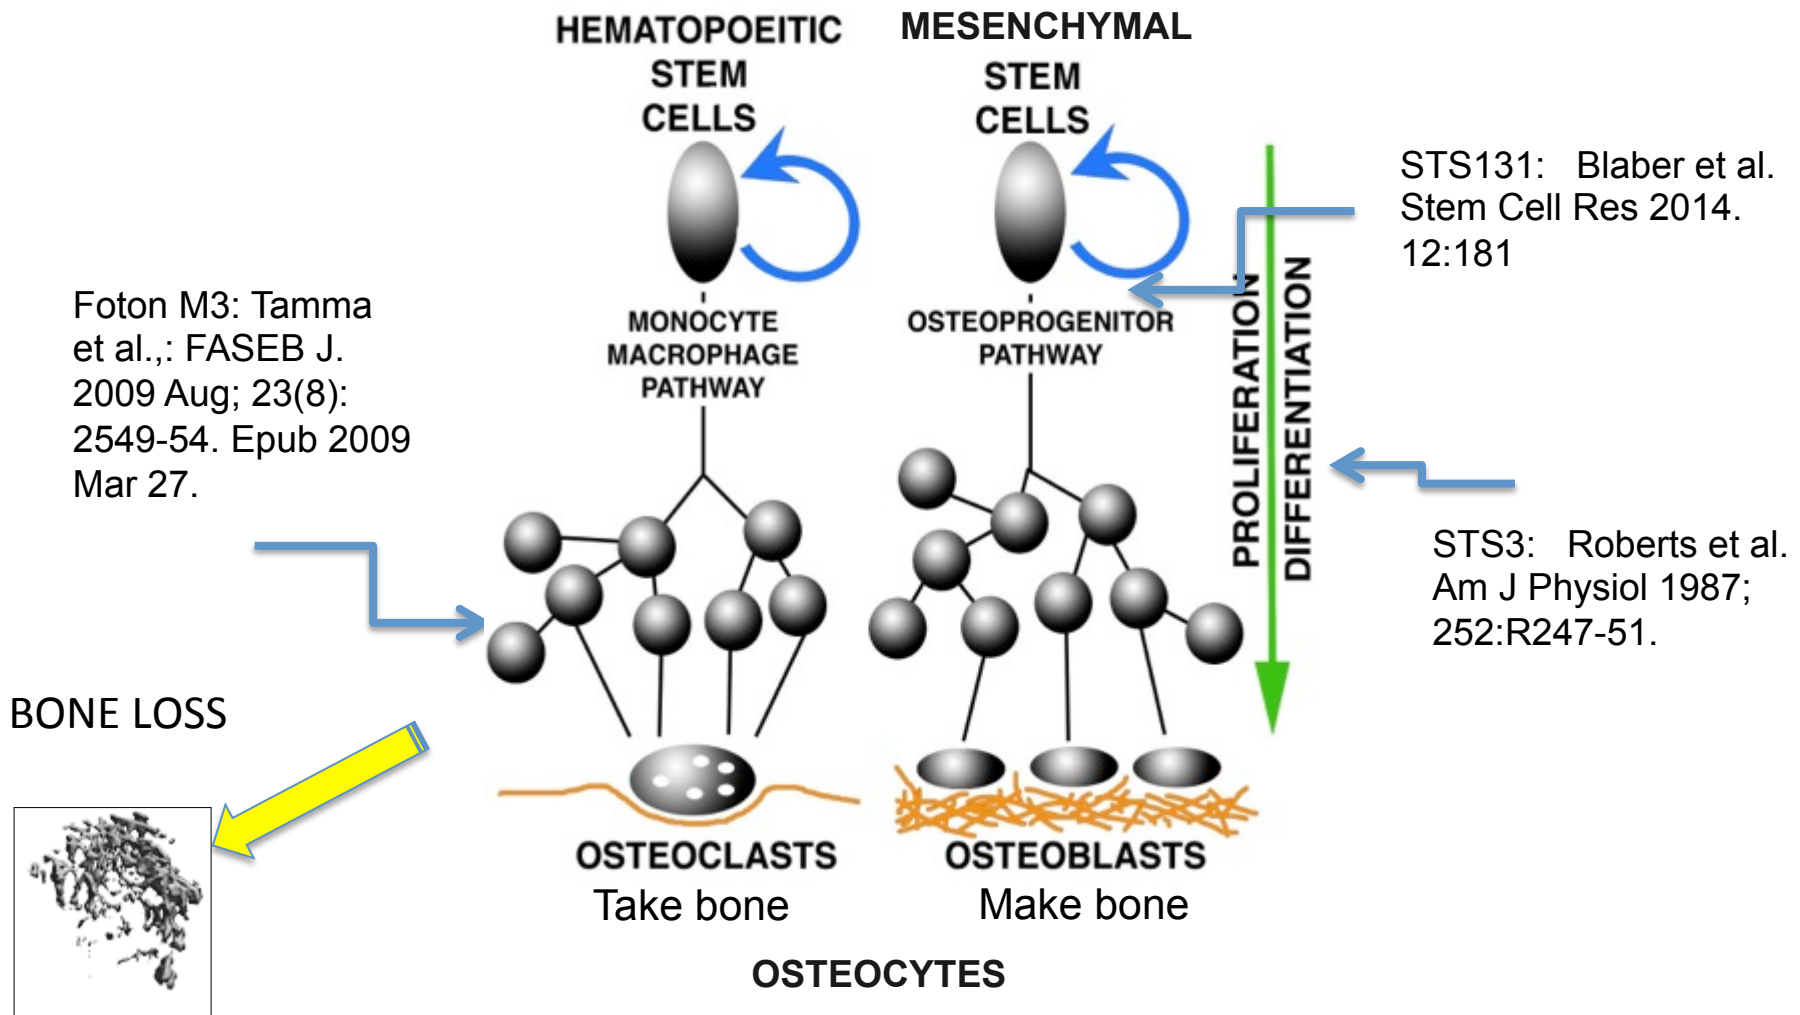 HEMATOPOEITIC
STEM
CELLS
MESENCHYMAL
STEM
CELLS
STS131:   Blaber et al.
Stem Cell Res 2014.
12:181
Foton M3: Tamma
et al.,: FASEB J.
2009 Aug; 23(8):
2549-54. Epub 2009
Mar 27.
MONOCYTE
MACROPHAGE
PATHWAY
OSTEOPROGENITOR
PATHWAY
PROLIFERATION
DIFFERENTIATION
STS3:   Roberts et al.
Am J Physiol 1987;
252:R247-51.
BONE LOSS
OSTEOCLASTS
Take bone
OSTEOBLASTS
Make bone
OSTEOCYTES